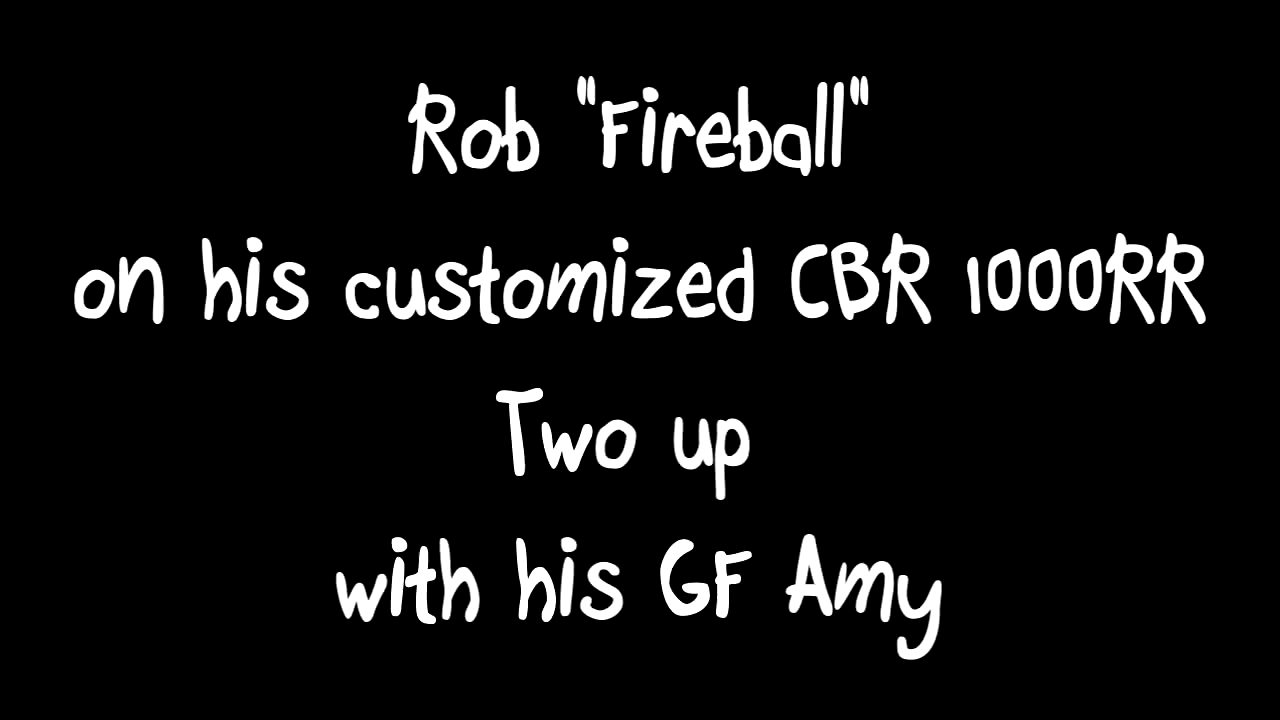 Rob "Fireball"
on his customized CBR 1000RR
Two up
with his GF Amy